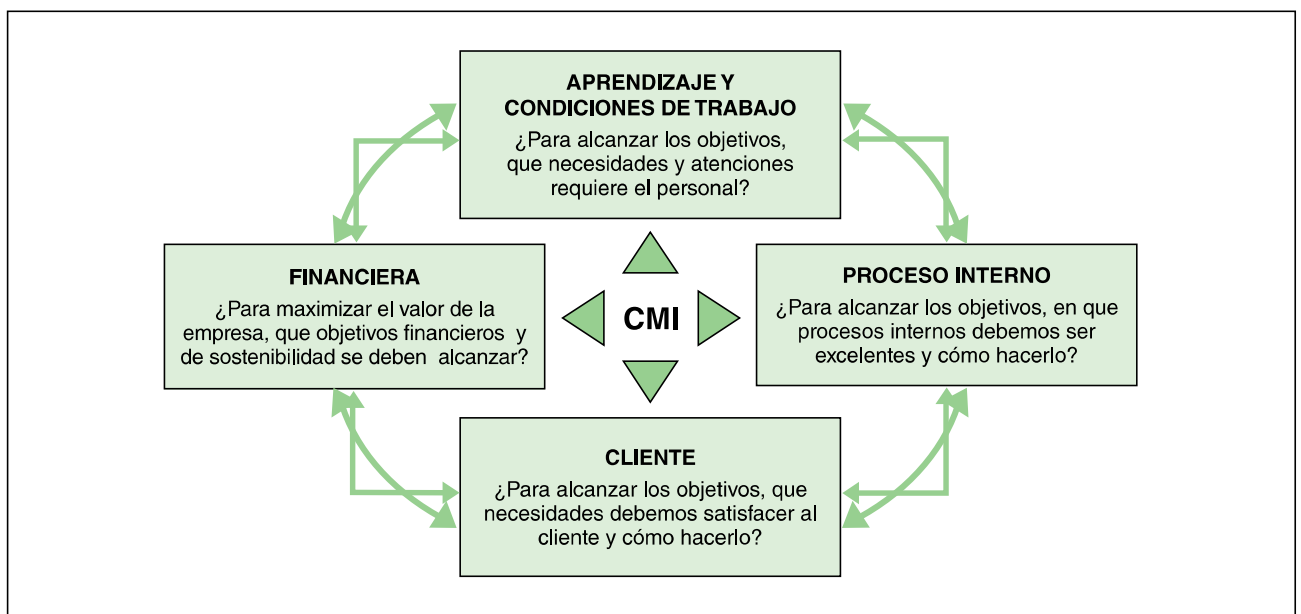 APRENDIZAJE Y
CONDICIONES DE TRABAJO
¿Para alcanzar los objetivos,
que necesidades y atenciones
requiere el personal?
FINANCIERA
¿Para maximizar el valor de la
empresa, que objetivos financieros y
de sostenibilidad se deben alcanzar?
CMI
PROCESO INTERNO
¿Para alcanzar los objetivos, en que
procesos internos debemos ser
excelentes y cómo hacerlo?
CLIENTE
¿Para alcanzar los objetivos, que
necesidades debemos satisfacer al
cliente y cómo hacerlo?